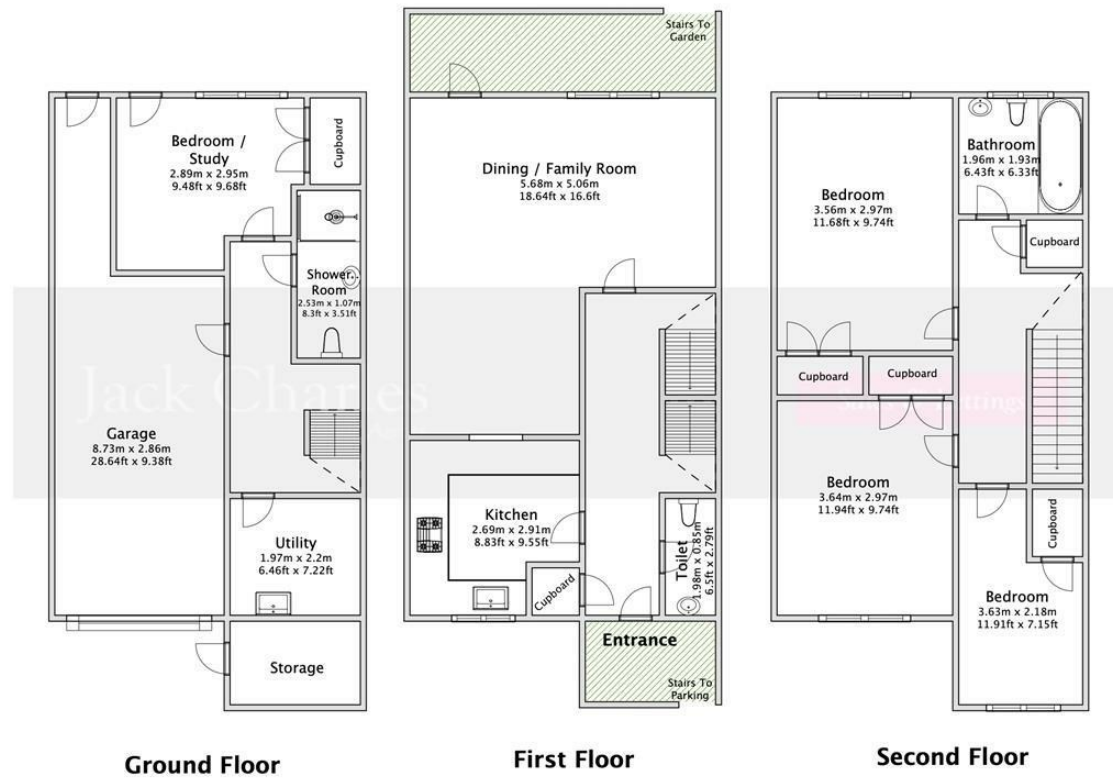 Stairs To
Garden
Bedroom /
Study
2.89m x 2.95m
9.48ft x 9.68ft
Cupboard
Shower..
Room
2.53m x 1.07m
8.3ft x 3.51ft
Garage
8.73m x 2.86m
28.64ft x 9.38ft
Utility
1.97m x 2.2m
6.46ft x 7.22ft
Storage
Ground Floor
Dining / Family Room
5.68m x 5.06m
18.64ft x 16.6ft
Kitchen
2.69m x 2.91m
8.83ft x 9.55ft
Cupboard
Toilet
1.98m x 0.85m
6.5ft x 2.79ft
Entrance
Stairs To
Parking
First Floor
Bedroom
3.56m x 2.97m
11.68ft x 9.74ft
Bathroom
1.96m x 1.93m
6.43ft x 6.33ft
Cupboard
Cupboard
Cupboard
Bedroom
3.64m x 2.97m
11.94ft x 9.74ft
Cupboard
Bedroom
3.63m x 2.18m
11.91ft x 7.15ft
Second Floor
Jack Charles